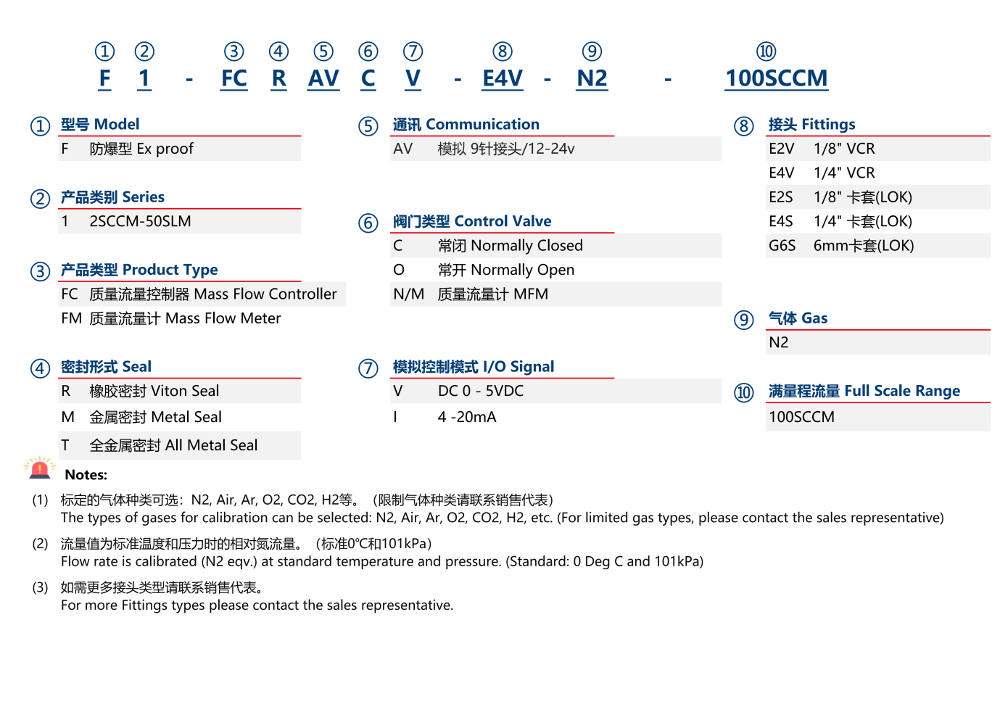 ① ② ③ ④ ⑤ ⑥ ⑦ ⑧ ⑨ ⑩
F 1 - FC R AV C V - E4V - N2 - 100SCCM
① 型号 Model
F 防爆型 Ex proof
② 产品类别 Series
1 2SCCM-50SLM
③ 产品类型 Product Type
FC 质量流量控制器 Mass Flow Controller
FM 质量流量计 Mass Flow Meter
④ 密封形式 Seal
R 橡胶密封 Viton Seal
M 金属密封 Metal Seal
T 全金属密封 All Metal Seal
⑤ 通讯 Communication
AV 模拟 9针接头/12-24v
⑥ 阀门类型 Control Valve
C 常闭 Normally Closed
O 常开 Normally Open
N/M 质量流量计 MFM
⑦ 模拟控制模式 I/O Signal
V DC 0 - 5VDC
I 4 -20mA
⑧ 接头 Fittings
E2V 1/8" VCR
E4V 1/4" VCR
E2S 1/8" 卡套(LOK)
E4S 1/4" 卡套(LOK)
G6S 6mm卡套(LOK)
⑨ 气体 Gas
N2
⑩ 满量程流量 Full Scale Range
100SCCM
Notes:
(1) 标定的气体种类可选：N2, Air, Ar, O2, CO2, H2等。（限制气体种类请联系销售代表）
The types of gases for calibration can be selected: N2, Air, Ar, O2, CO2, H2, etc. (For limited gas types, please contact the sales representative)
(2) 流量值为标准温度和压力时的相对氮流量。（标准0℃和101kPa）
Flow rate is calibrated (N2 eqv.) at standard temperature and pressure. (Standard: 0 Deg C and 101kPa)
(3) 如需更多接头类型请联系销售代表。
For more Fittings types please contact the sales representative.